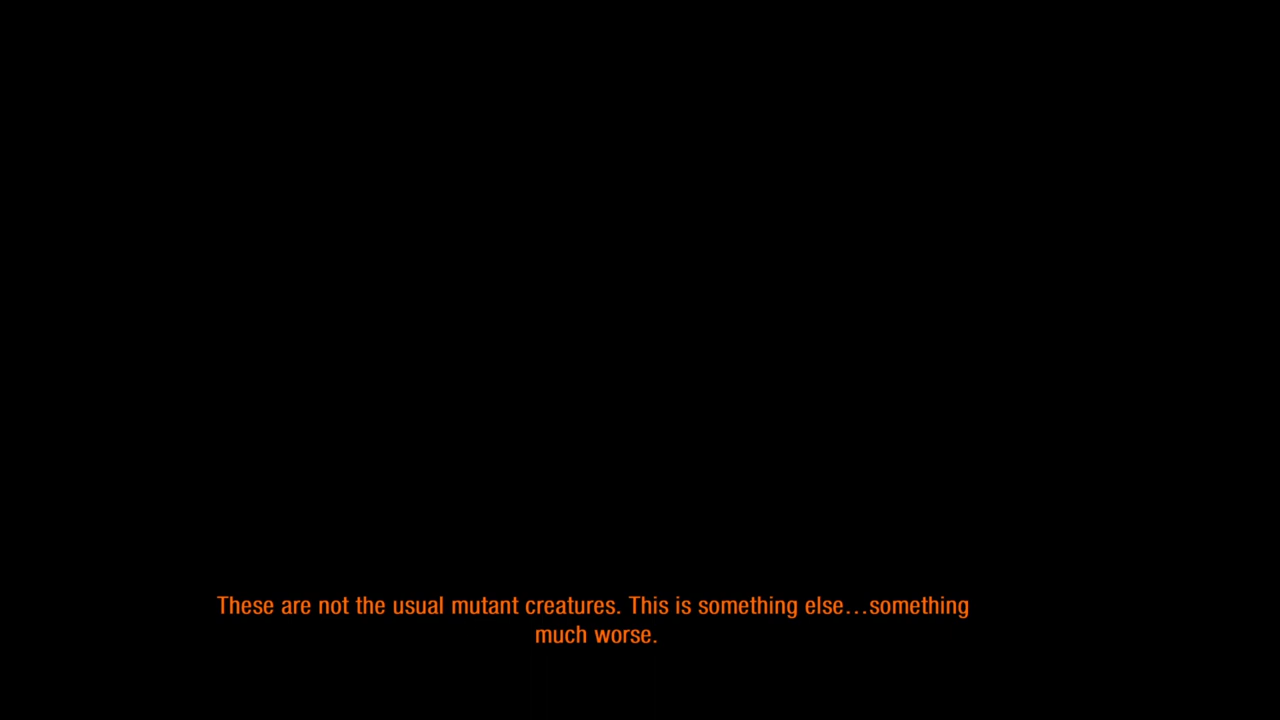 These are not the usual mutant creatures. This is something else…something
much worse.